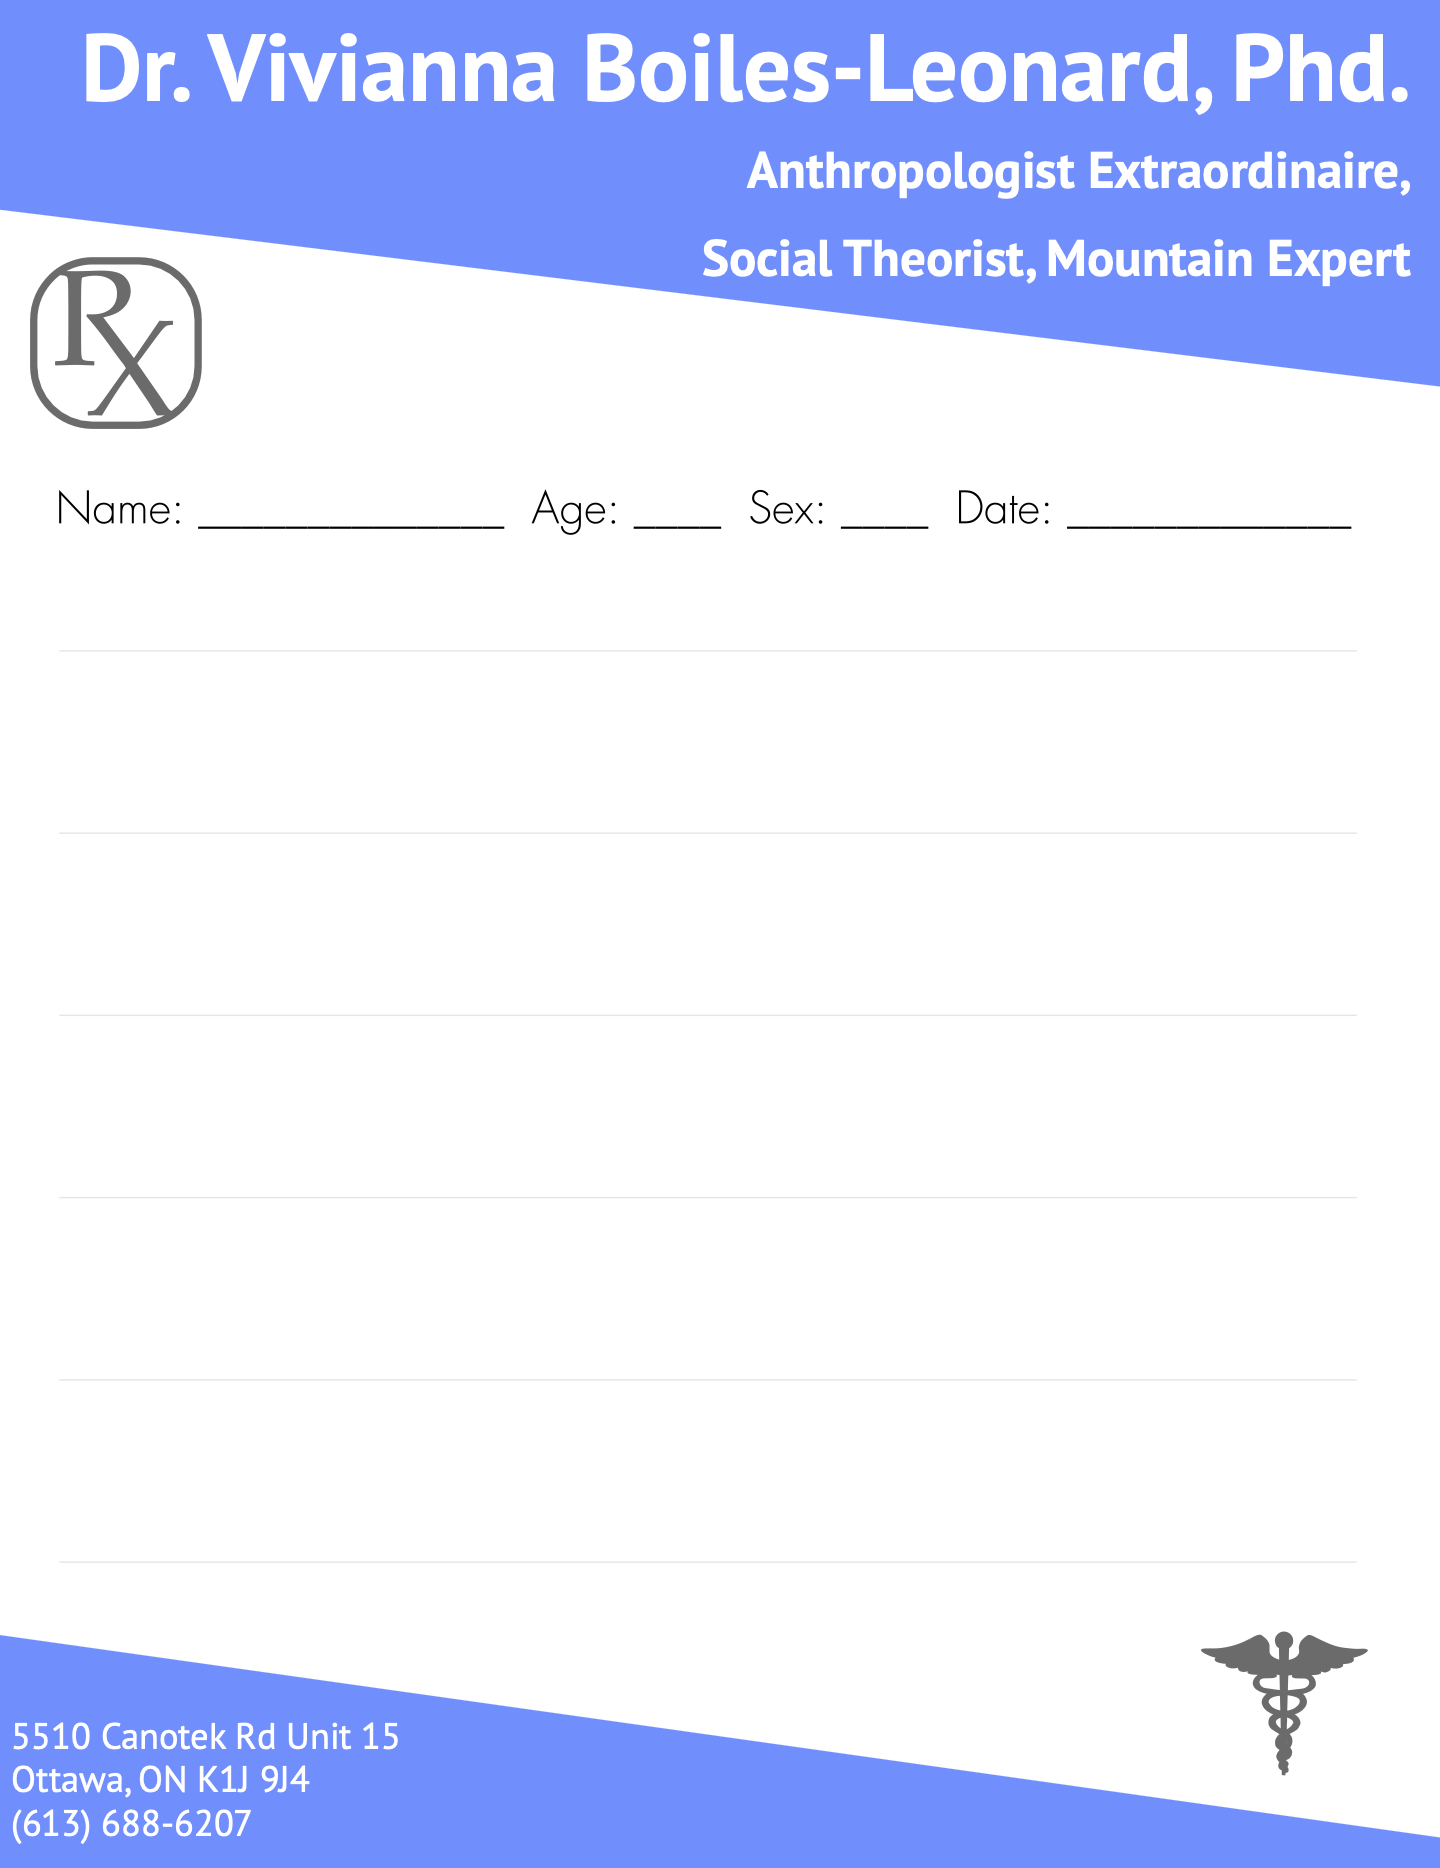 Dr. Vivianna Boiles-Leonard, Phd.
Anthropologist Extraordinaire,
Social Theorist, Mountain Expert
Rx
Name: ______________ Age: ____ Sex: ____ Date: _____________
5510 Canotek Rd Unit 15
Ottawa, ON K1J 9J4
(613) 688-6207